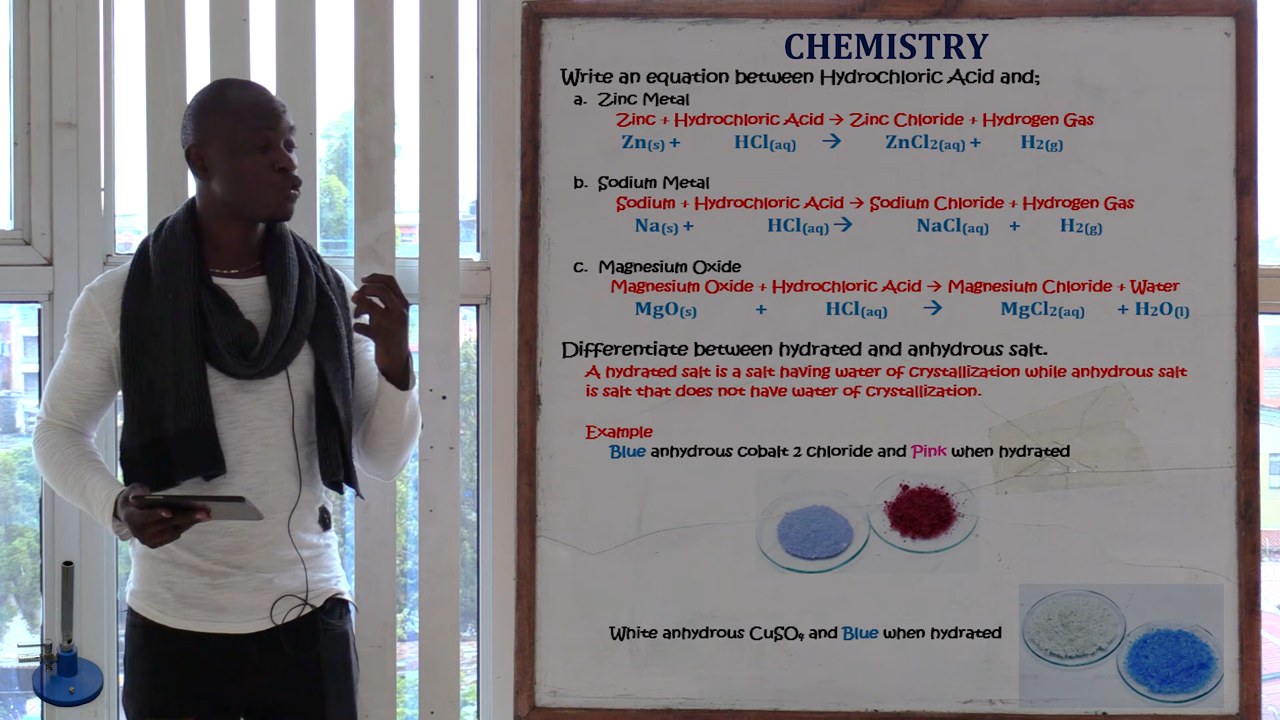 CHEMISTRY
Write an equation between Hydrochloric Acid and;
a. Zinc Metal
Zinc + Hydrochloric Acid → Zinc Chloride + Hydrogen Gas
Zn(s) + HCl(aq) → ZnCl2(aq) + H2(g)
b. Sodium Metal
Sodium + Hydrochloric Acid → Sodium Chloride + Hydrogen Gas
Na(s) + HCl(aq) → NaCl(aq) + H2(g)
c. Magnesium Oxide
Magnesium Oxide + Hydrochloric Acid → Magnesium Chloride + Water
MgO(s) + HCl(aq) → MgCl2(aq) + H2O(l)
Differentiate between hydrated and anhydrous salt.
A hydrated salt is a salt having water of crystallization while anhydrous salt
is salt that does not have water of crystallization.
Example
Blue anhydrous cobalt 2 chloride and Pink when hydrated
White anhydrous CuSO4 and Blue when hydrated